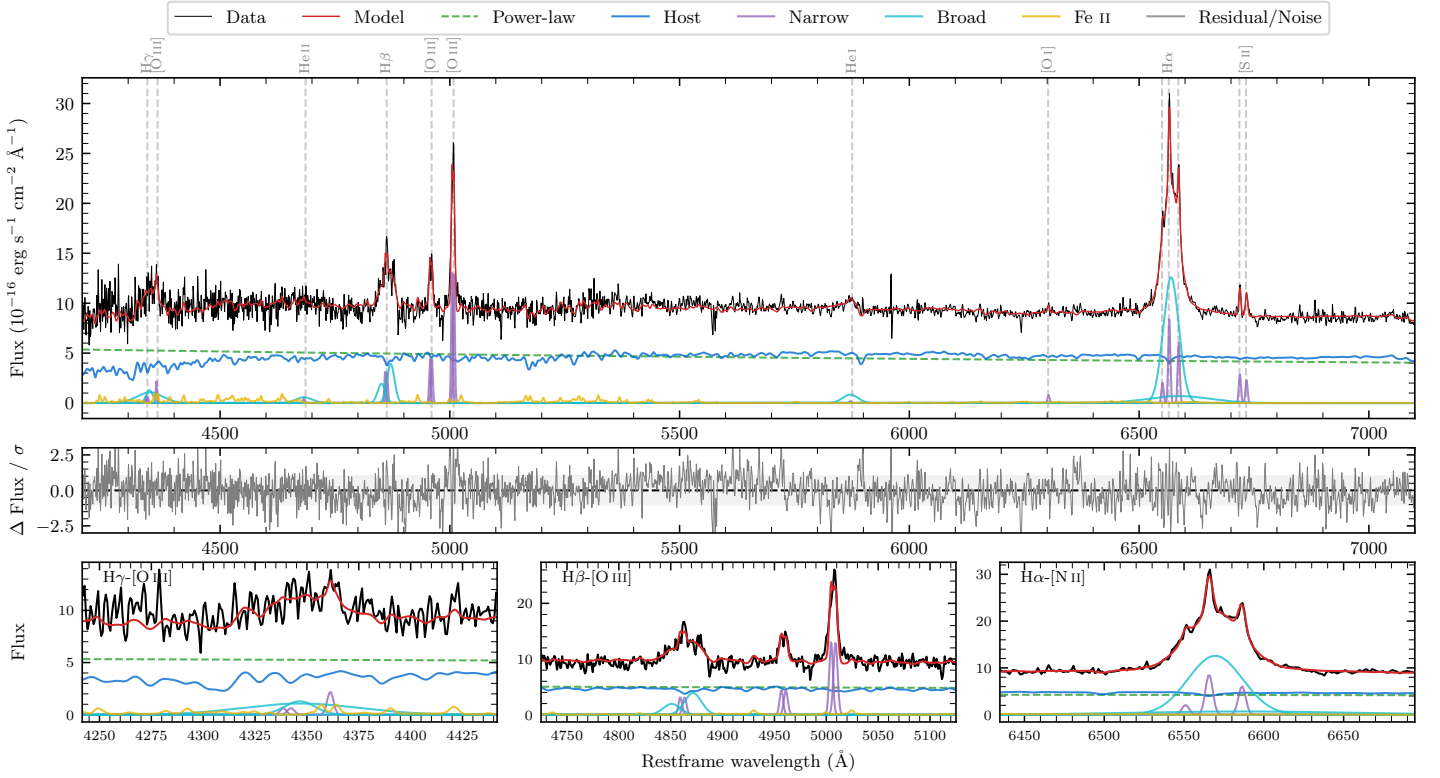 Data Model Power-law Host Narrow Broad Fe II Residual/Noise
Hγ [O III] He II Hβ [O III] [O III] He I [O I] Hα [S II]
Flux (10⁻¹⁶ erg s⁻¹ cm⁻² Å⁻¹)
30
25
20
15
10
5
0
4500 5000 5500 6000 6500 7000
Δ Flux / σ
2.5
0.0
−2.5
4500 5000 5500 6000 6500 7000
Flux
Hγ-[O III]
10
5
0
4250 4275 4300 4325 4350 4375 4400 4425
Hβ-[O III]
20
10
0
4750 4800 4850 4900 4950 5000 5050 5100
Hα-[N II]
30
20
10
0
6450 6500 6550 6600 6650
Restframe wavelength (Å)